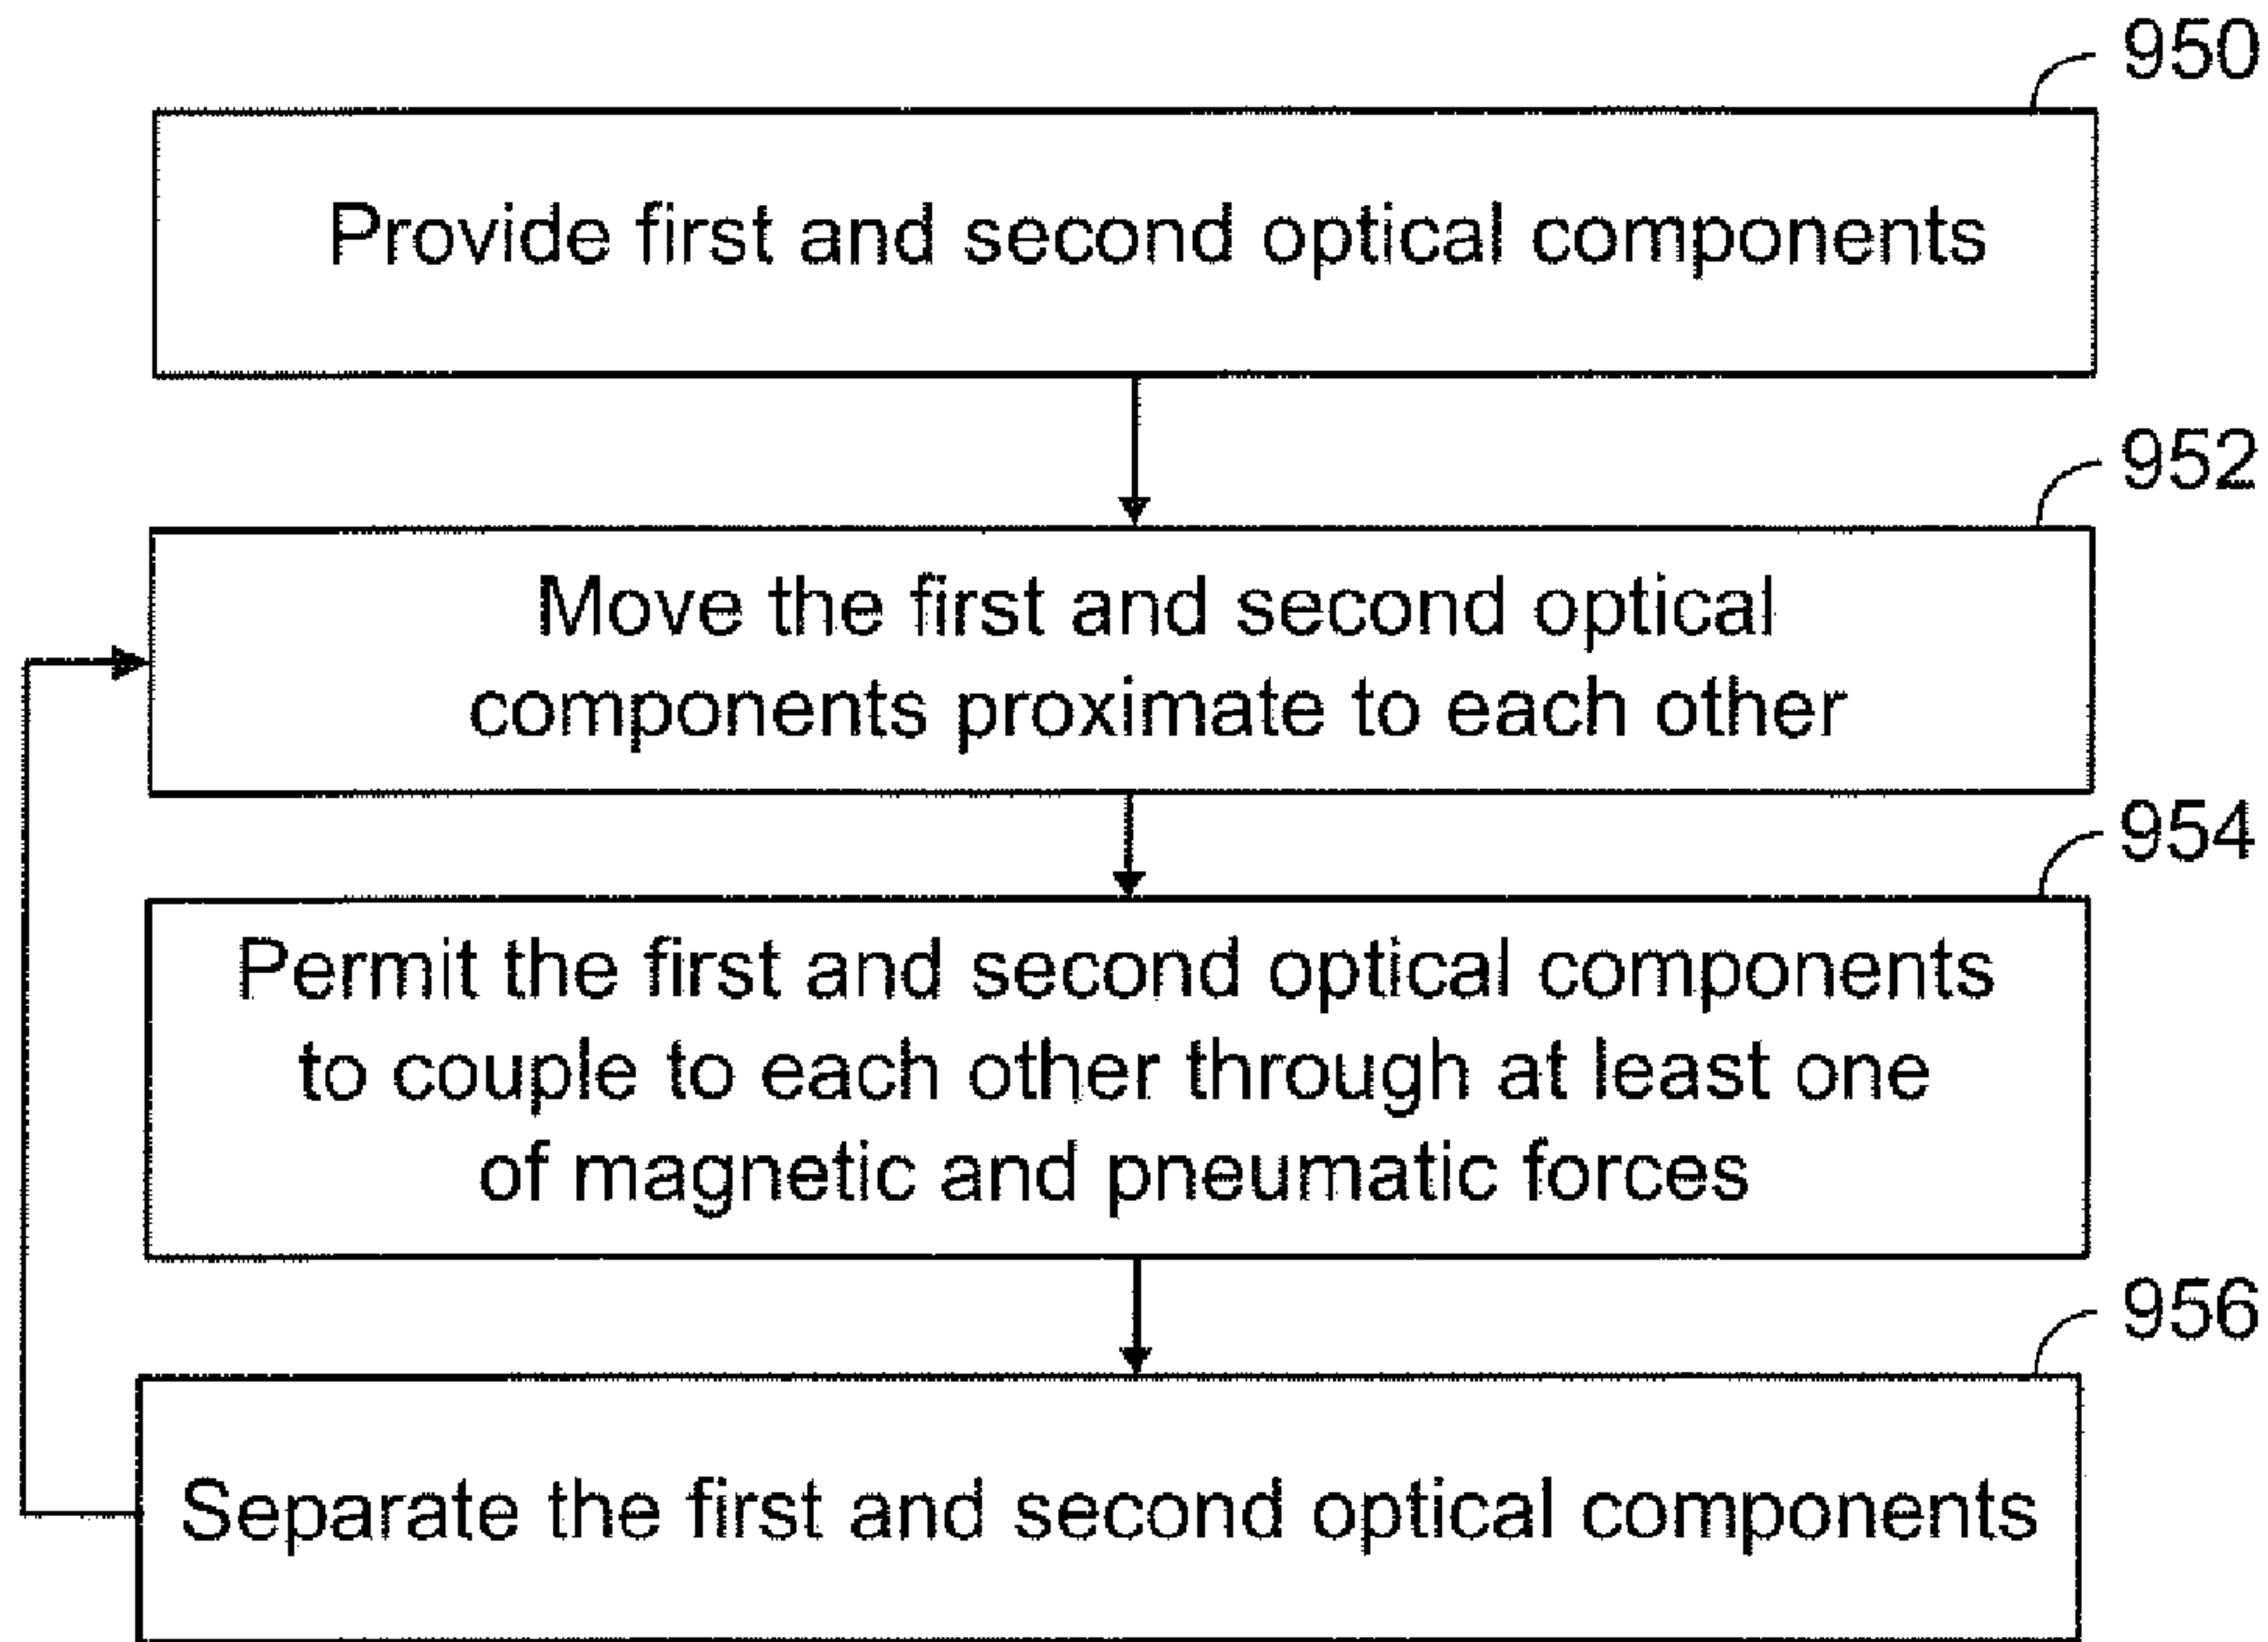 950
Provide first and second optical components
952
Move the first and second optical
components proximate to each other
954
Permit the first and second optical components
to couple to each other through at least one
of magnetic and pneumatic forces
956
Separate the first and second optical components